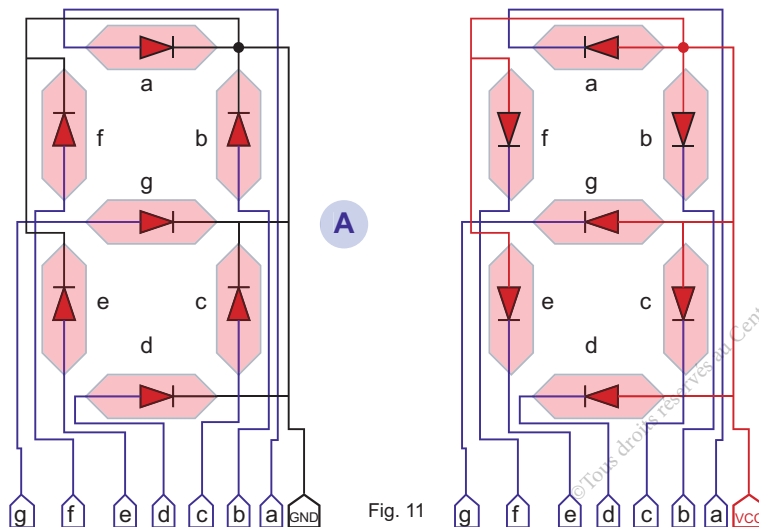 a
f
b
g
A
e
c
d
g f e d c b a GND
Fig. 11
a
f
b
g
e
c
d
g f e d c b a VCC
©Tous droits réservés au Cent